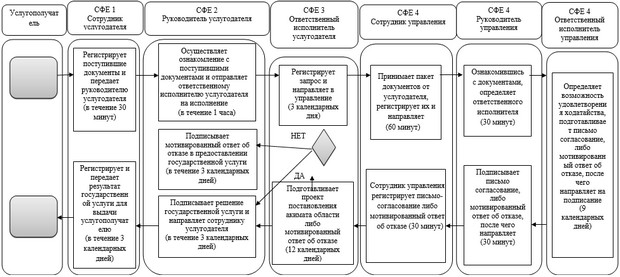 Услугополучат
ель
СФЕ 1
Сотрудник
услугодателя
СФЕ 2
Руководитель услугодателя
СФЕ 3
Ответственный
исполнитель
услугодателя
СФЕ 4
Сотрудник управления
СФЕ 4
Руководитель
управления
СФЕ 4
Ответственный
исполнитель
управления
Регистрирует
поступившие
документы и
передает
руководителю
услугодателя
(в течение 30
минут)
Осуществляет
ознакомление с
поступившими
документами и отправляет
ответственному
исполнителю услугодателя
на исполнение
(в течение 1 часа)
Регистрирует
запрос и
направляет в
управление
(3 календарных
дня)
Принимает пакет
документов от
услугодателя,
регистрирует их и
направляет
(60 минут)
Ознакомившись
с документами,
определяет
ответственного
исполнителя
(30 минут)
Определяет
возможность
удовлетворени
я ходатайства,
подготавливае
т письмо
согласование,
либо
мотивированн
ый ответ об
отказе, после
чего
направляет на
подписание
(9
календарных
дней)
Подписывает
мотивированный ответ об
отказе в предоставлении
государственной услуги
(в течение 3 календарных
дней)
НЕТ
ДА
Регистрирует и
передает
результат
государственн
ой услуги для
выдачи
услугополучат
елю
(в течение 3
календарных
дней)
Подписывает решение
государственной услуги и
направляет сотруднику
услугодателя
(в течение 3 календарных
дней)
Подготавливает
проект
постановления
акимата области
либо
мотивированный
ответ об отказе
(12 календарных
дней)
Сотрудник управления
регистрирует письмо-
согласование либо
мотивированный ответ
об отказе (30 минут)
Подписывает
письмо
согласование,
либо
мотивированны
й ответ об отказе,
после чего
направляет
(30 минут)